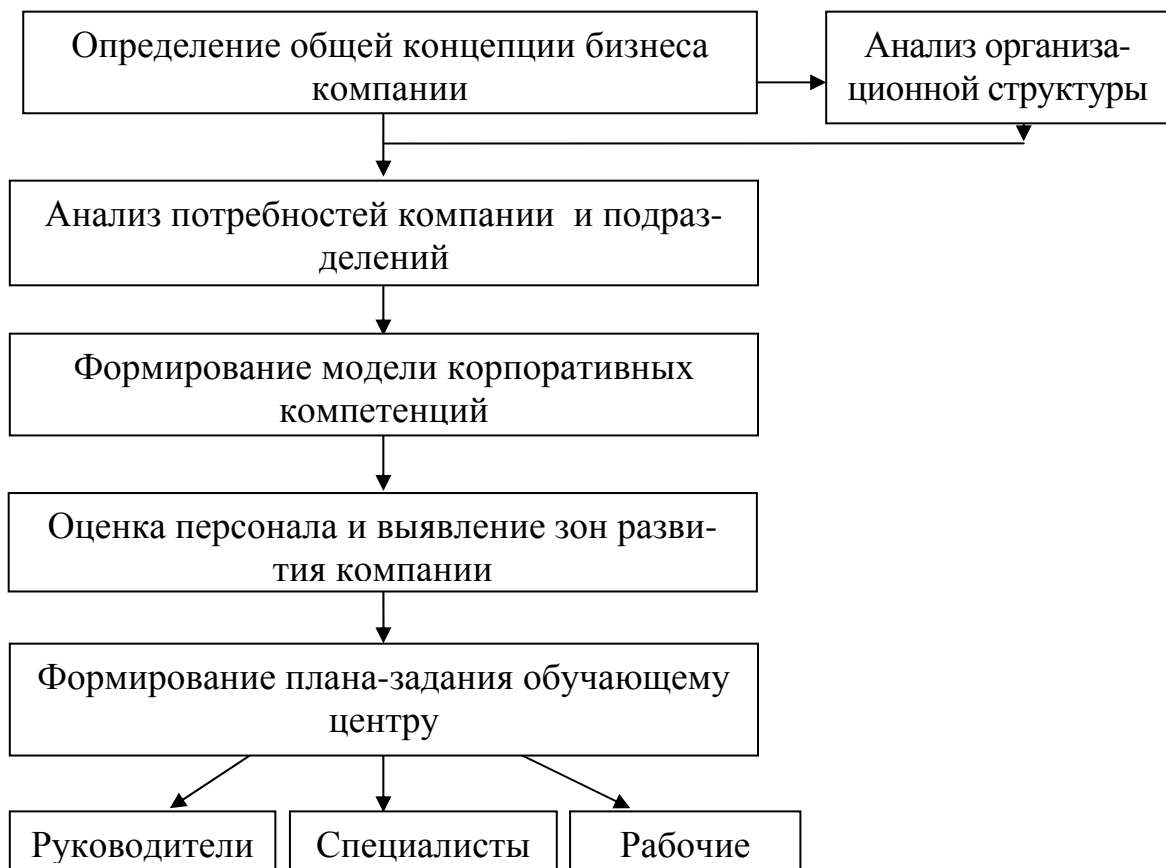 Определение общей концепции бизнеса
компании
Анализ организа-
ционной структуры
Анализ потребностей компании и подраз-
делений
Формирование модели корпоративных
компетенций
Оценка персонала и выявление зон разви-
тия компании
Формирование плана-задания обучающему
центру
Руководители
Специалисты
Рабочие